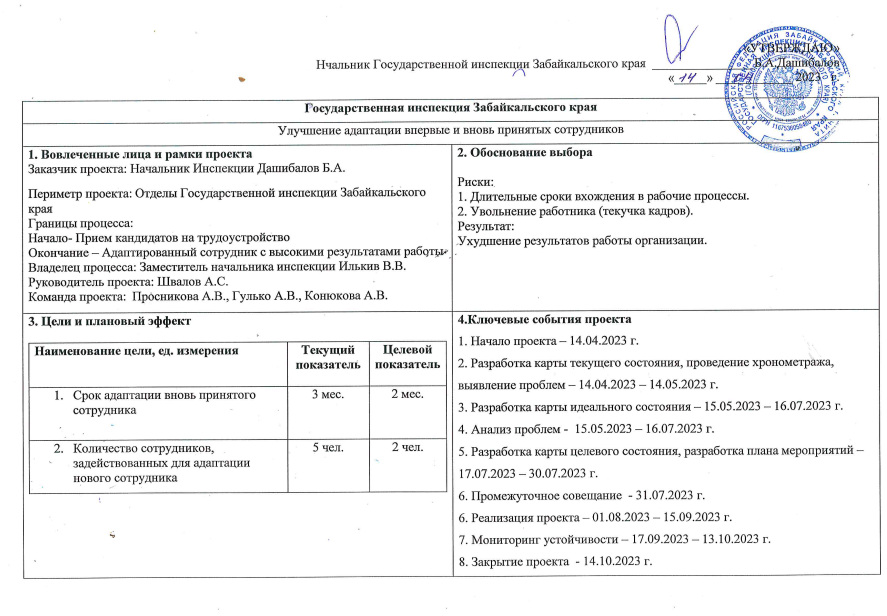 «УТВЕРЖДАЮ»
Нчальник Государственной инспекции Забайкальского края Б.А.Дашибалов
« 14 » 2023 г.
Государственная инспекция Забайкальского края
Улучшение адаптации впервые и вновь принятых сотрудников
1. Вовлеченные лица и рамки проекта
Заказчик проекта: Начальник Инспекции Дашибалов Б.А.
Периметр проекта: Отделы Государственной инспекции Забайкальского
края
Границы процесса:
Начало- Прием кандидатов на трудоустройство
Окончание – Адаптированный сотрудник с высокими результатами работы
Владелец процесса: Заместитель начальника инспекции Илькив В.В.
Руководитель проекта: Швалов А.С.
Команда проекта: Просникова А.В., Гулько А.В., Конюкова А.В.
2. Обоснование выбора
Риски:
1. Длительные сроки вхождения в рабочие процессы.
2. Увольнение работника (текучка кадров).
Результат:
Ухудшение результатов работы организации.
3. Цели и плановый эффект
Наименование цели, ед. измерения
Текущий
показатель
Целевой
показатель
1. Срок адаптации вновь принятого
сотрудника
3 мес.
2 мес.
2. Количество сотрудников,
задействованных для адаптации
нового сотрудника
5 чел.
2 чел.
4.Ключевые события проекта
1. Начало проекта – 14.04.2023 г.
2. Разработка карты текущего состояния, проведение хронометража,
выявление проблем – 14.04.2023 – 14.05.2023 г.
3. Разработка карты идеального состояния – 15.05.2023 – 16.07.2023 г.
4. Анализ проблем - 15.05.2023 – 16.07.2023 г.
5. Разработка карты целевого состояния, разработка плана мероприятий –
17.07.2023 – 30.07.2023 г.
6. Промежуточное совещание - 31.07.2023 г.
6. Реализация проекта – 01.08.2023 – 15.09.2023 г.
7. Мониторинг устойчивости – 17.09.2023 – 13.10.2023 г.
8. Закрытие проекта - 14.10.2023 г.